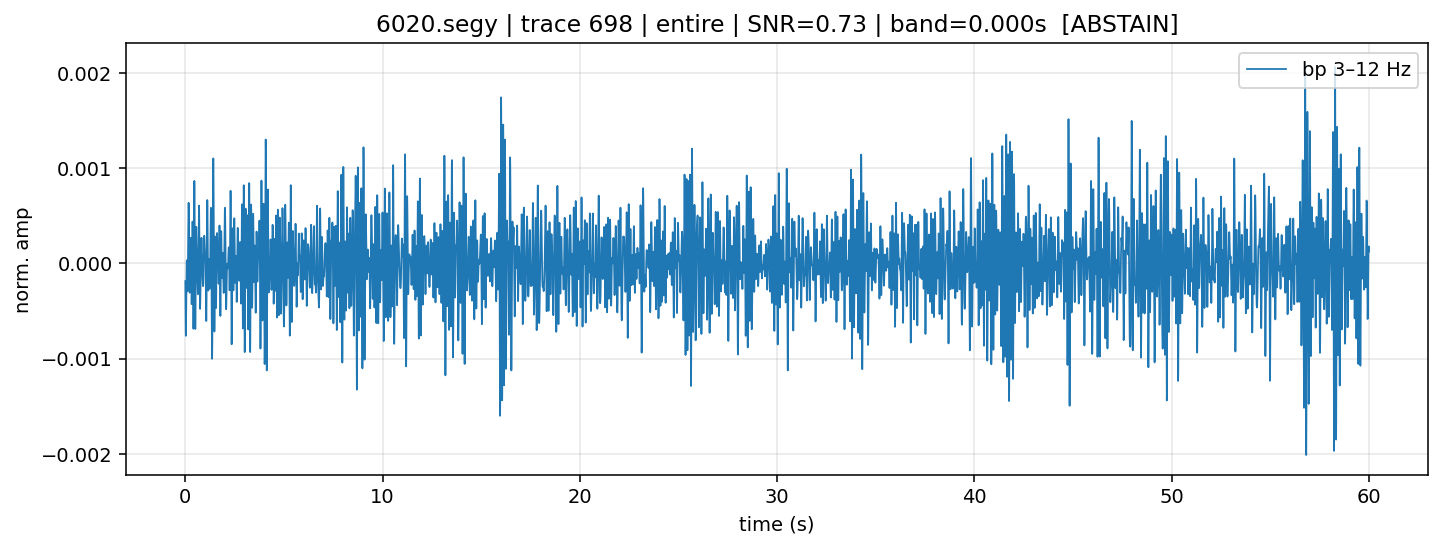 6020.segy | trace 698 | entire | SNR=0.73 | band=0.000s [ABSTAIN]
bp 3–12 Hz
norm. amp
0.002
0.001
0.000
−0.001
−0.002
0 10 20 30 40 50 60
time (s)